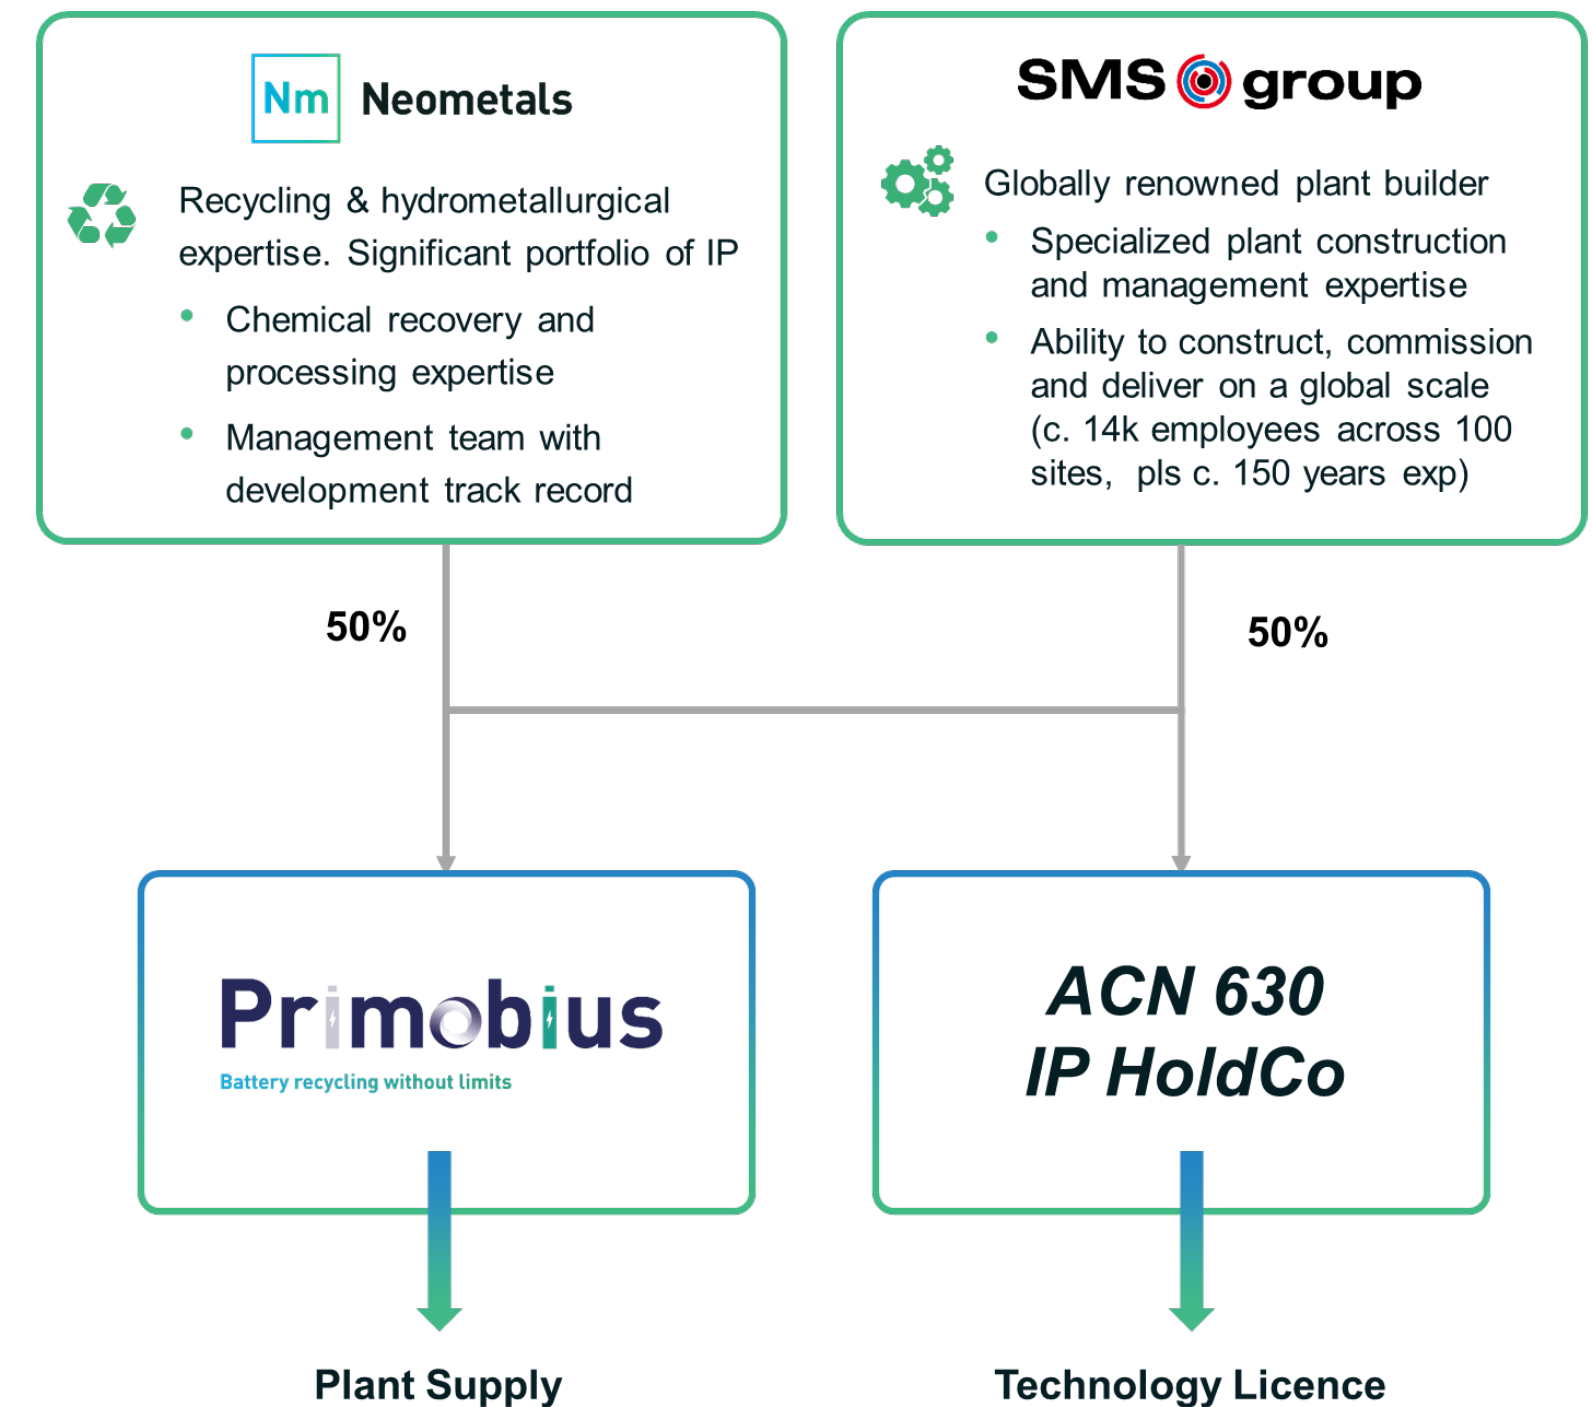 Nm Neometals
Recycling & hydrometallurgical
expertise. Significant portfolio of IP
• Chemical recovery and
processing expertise
• Management team with
development track record
SMS group
Globally renowned plant builder
• Specialized plant construction
and management expertise
• Ability to construct, commission
and deliver on a global scale
(c. 14k employees across 100
sites, pls c. 150 years exp)
50%
50%
Primobius
Battery recycling without limits
ACN 630
IP HoldCo
Plant Supply
Technology Licence